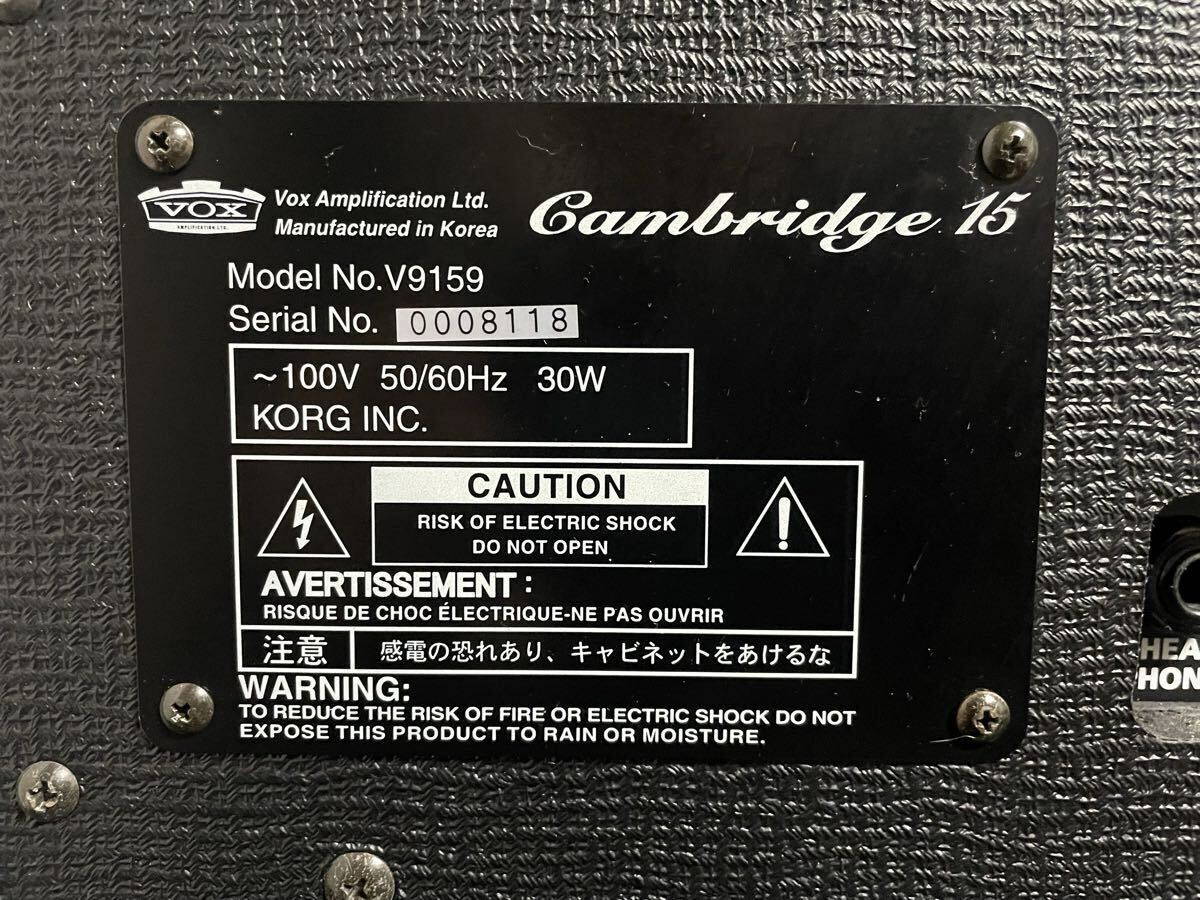 VOX
AMPLIFICATION LTD.
Vox Amplification Ltd.
Manufactured in Korea
Cambridge 15
Model No.V9159
Serial No. 0008118
~100V 50/60Hz 30W
KORG INC.
CAUTION
RISK OF ELECTRIC SHOCK
DO NOT OPEN
AVERTISSEMENT :
RISQUE DE CHOC ÉLECTRIQUE-NE PAS OUVRIR
注意 感電の恐れあり、キャビネットをあけるな
WARNING:
TO REDUCE THE RISK OF FIRE OR ELECTRIC SHOCK DO NOT
EXPOSE THIS PRODUCT TO RAIN OR MOISTURE.
HEA
HON